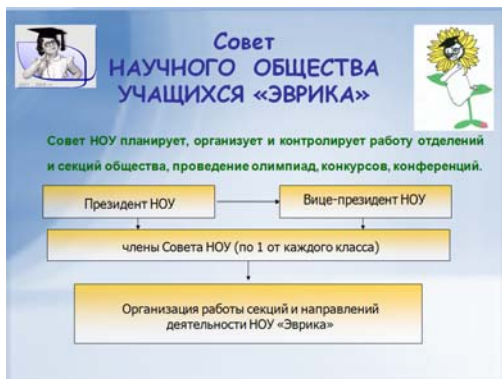 Совет
НАУЧНОГО ОБЩЕСТВА
УЧАЩИХСЯ «ЭВРИКА»
Совет НОУ планирует, организует и контролирует работу отделений
и секций общества, проведение олимпиад, конкурсов, конференций.
Президент НОУ
Вице-президент НОУ
члены Совета НОУ (по 1 от каждого класса)
Организация работы секций и направлений
деятельности НОУ «Эврика»